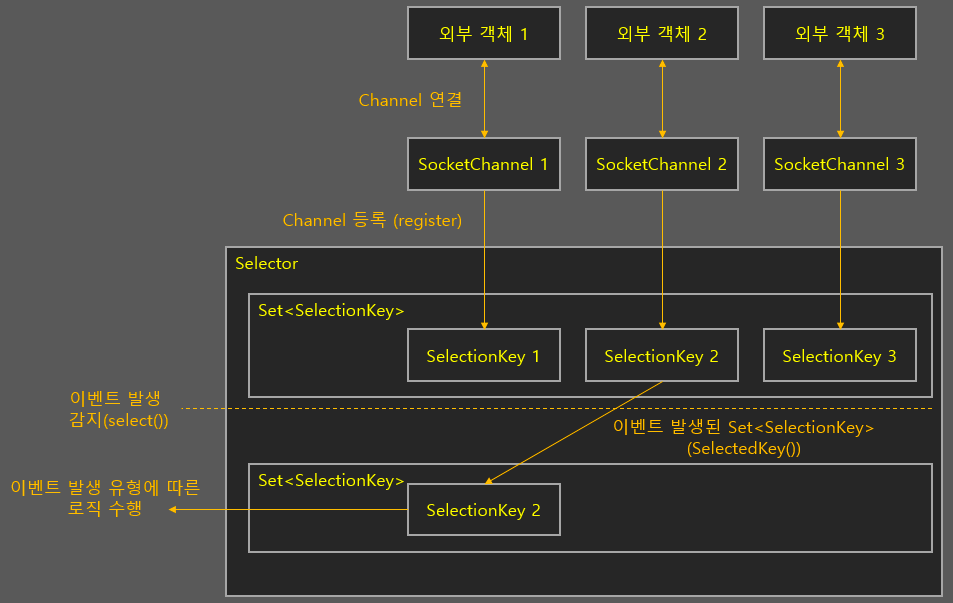 외부 객체 1
외부 객체 2
외부 객체 3
Channel 연결
SocketChannel 1
SocketChannel 2
SocketChannel 3
Channel 등록 (register)
Selector
Set<SelectionKey>
SelectionKey 1
SelectionKey 2
SelectionKey 3
이벤트 발생
감지(select())
이벤트 발생된 Set<SelectionKey>
(SelectedKey())
Set<SelectionKey>
이벤트 발생 유형에 따른
로직 수행
SelectionKey 2